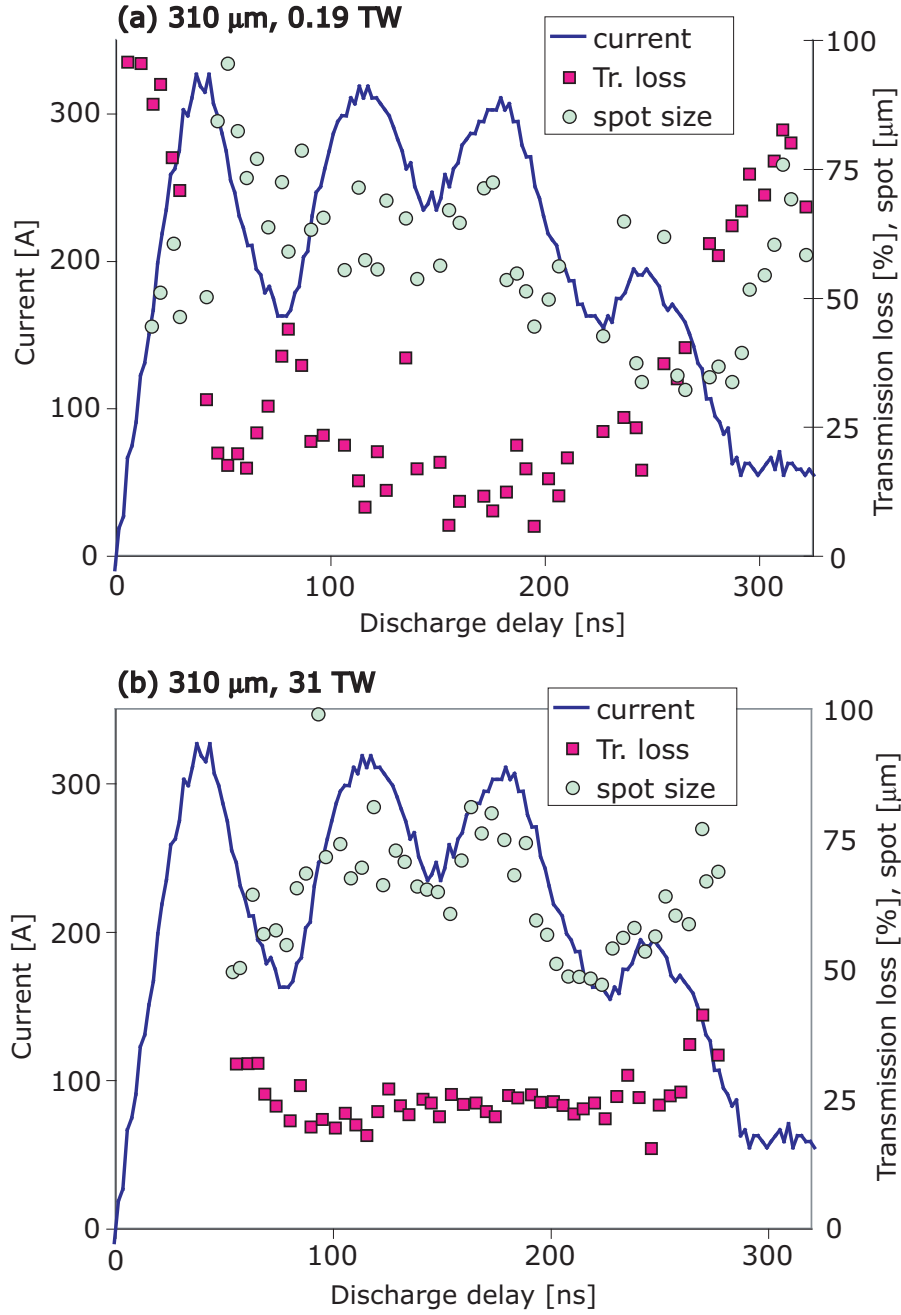 (a) 310 μm, 0.19 TW
current
Tr. loss
spot size
300
200
100
0
Current [A]
100
75
50
25
0
Transmission loss [%], spot [μm]
0 100 200 300
Discharge delay [ns]
(b) 310 μm, 31 TW
current
Tr. loss
spot size
300
200
100
0
Current [A]
100
75
50
25
0
Transmission loss [%], spot [μm]
0 100 200 300
Discharge delay [ns]